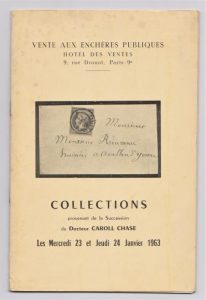 VENTE AUX ENCHÈRES PUBLIQUES
HOTEL DES VENTES
9, rue Drouot, Paris-9e
Monsieur
Monsieur
COLLECTIONS
provenant de la Succession
du Docteur CAROLL CHASE
Les Mercredi 23 et Jeudi 24 Janvier 1963